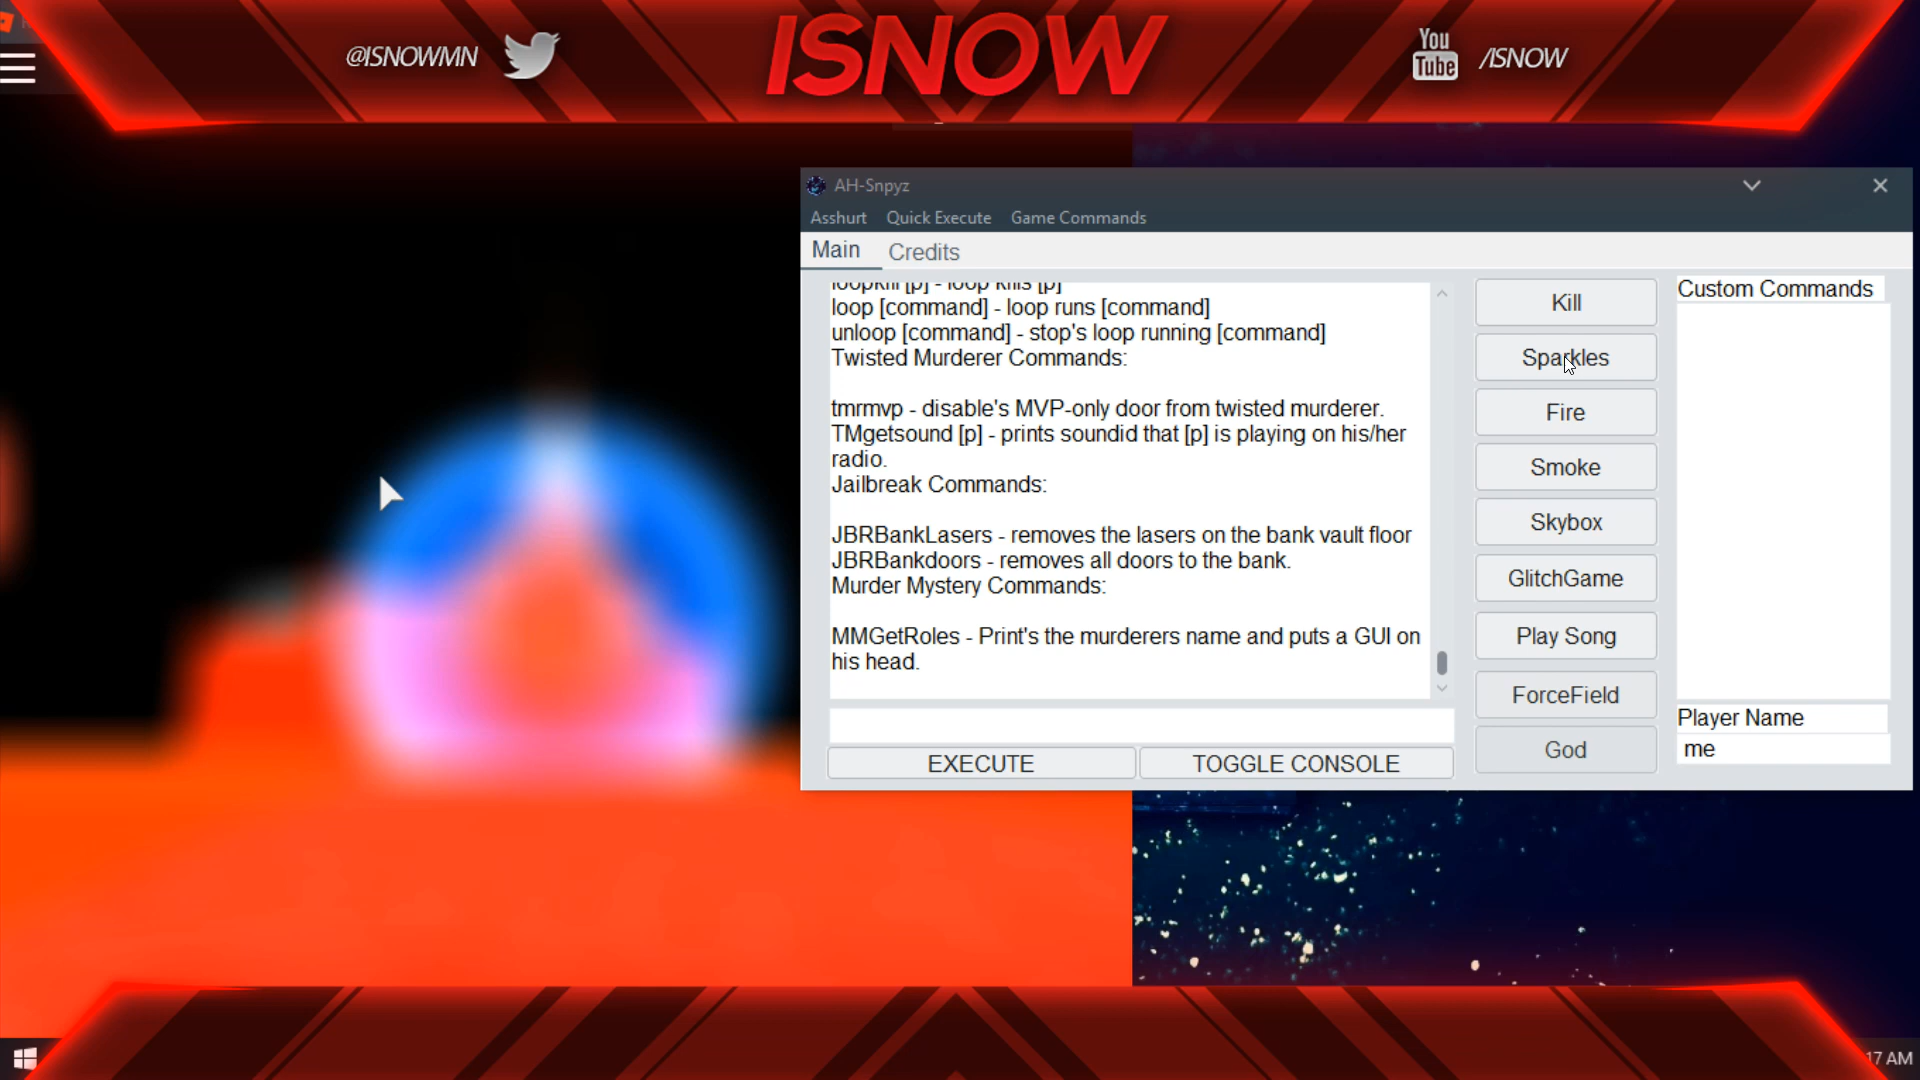 @ISNOWMN
ISNOW
You
Tube
/ISNOW
AH-Snpyz
Asshurt Quick Execute Game Commands
Main Credits
loopkill [p] - loop kills [p]
loop [command] - loop runs [command]
unloop [command] - stop's loop running [command]
Twisted Murderer Commands:
tmrmvp - disable's MVP-only door from twisted murderer.
TMgetsound [p] - prints soundid that [p] is playing on his/her
radio.
Jailbreak Commands:
JBRBankLasers - removes the lasers on the bank vault floor
JBRBankdoors - removes all doors to the bank.
Murder Mystery Commands:
MMGetRoles - Print's the murderers name and puts a GUI on
his head.
EXECUTE
TOGGLE CONSOLE
Kill
Sparkles
Fire
Smoke
Skybox
GlitchGame
Play Song
ForceField
God
Custom Commands
Player Name
me
17 AM